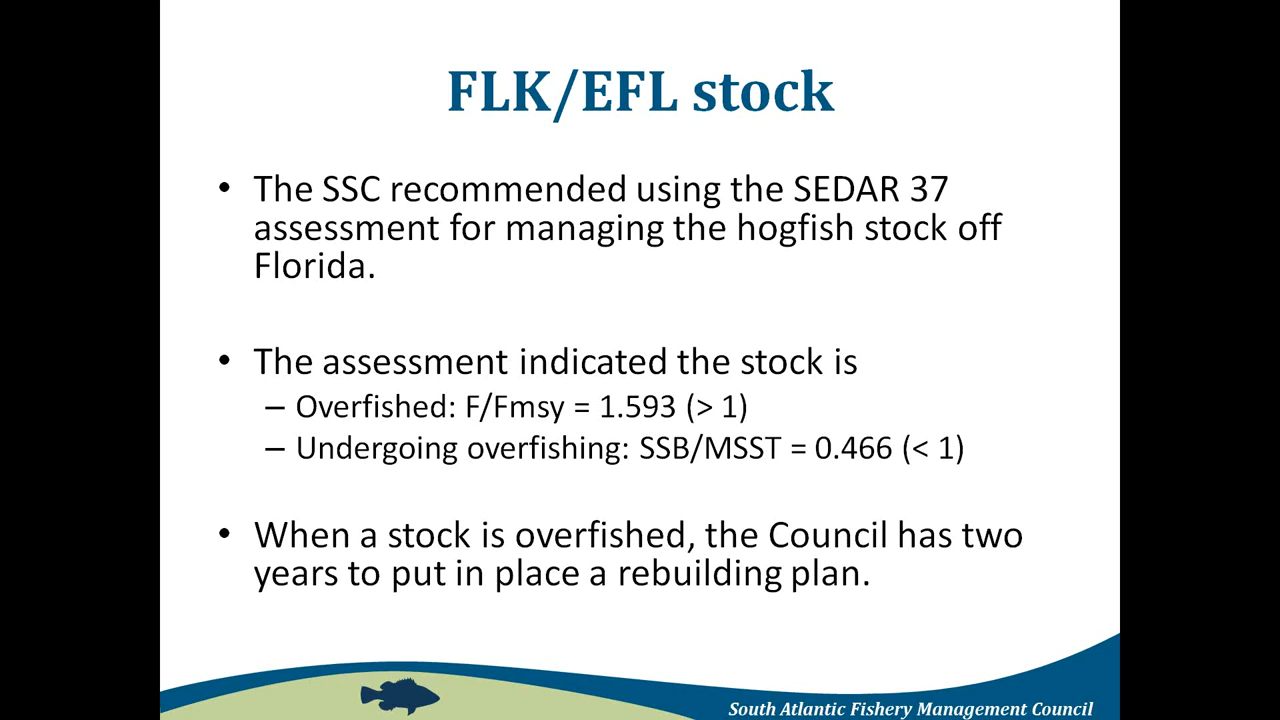 FLK/EFL stock
• The SSC recommended using the SEDAR 37
assessment for managing the hogfish stock off
Florida.
• The assessment indicated the stock is
– Overfished: F/Fmsy = 1.593 (> 1)
– Undergoing overfishing: SSB/MSST = 0.466 (< 1)
• When a stock is overfished, the Council has two
years to put in place a rebuilding plan.
South Atlantic Fishery Management Council